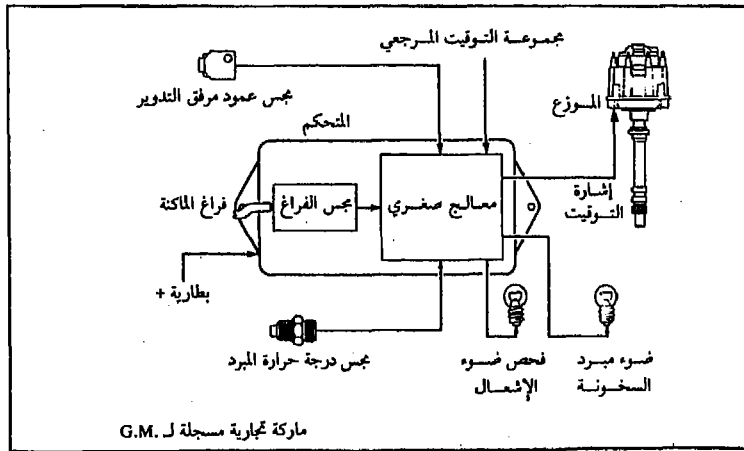 مجموعة التوقيت المرجعي
مجس عمود مرفق التدوير
الموزع
المتحكم
إشارة
التوقيت
فراغ الماكنة
مجس الفراغ
معالج صغري
بطارية +
مجس درجة حرارة المبرد
فحص ضوء
الإشعال
ضوء مبرد
السخونة
ماركة تجارية مسجلة لـ G.M.